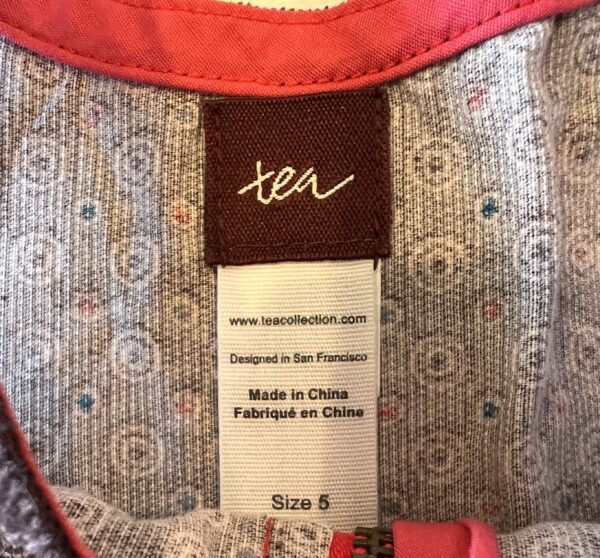 tea
www.teacollection.com
Designed in San Francisco
Made in China
Fabriqué en Chine
Size 5